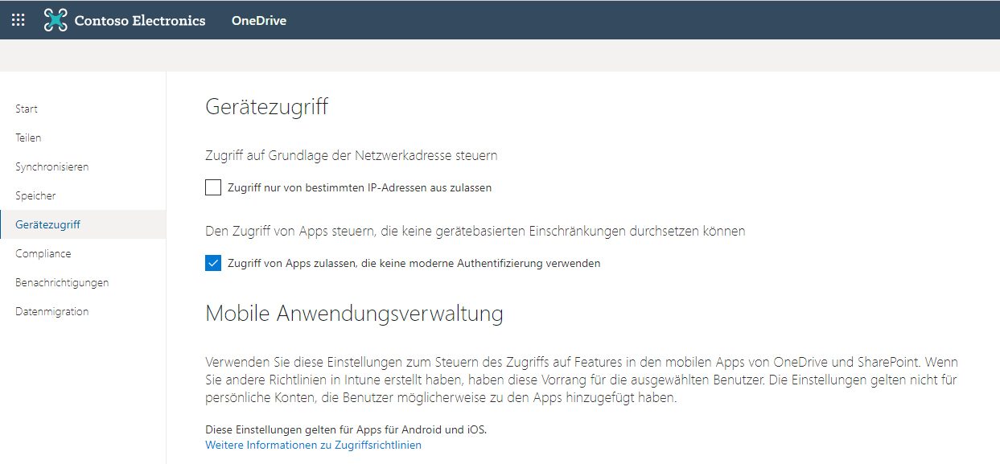 Contoso Electronics OneDrive
Start
Teilen
Synchronisieren
Speicher
Gerätezugriff
Compliance
Benachrichtigungen
Datenmigration
Gerätezugriff
Zugriff auf Grundlage der Netzwerkadresse steuern
Zugriff nur von bestimmten IP-Adressen aus zulassen
Den Zugriff von Apps steuern, die keine gerätebasierten Einschränkungen durchsetzen können
Zugriff von Apps zulassen, die keine moderne Authentifizierung verwenden
Mobile Anwendungsverwaltung
Verwenden Sie diese Einstellungen zum Steuern des Zugriffs auf Features in den mobilen Apps von OneDrive und SharePoint. Wenn
Sie andere Richtlinien in Intune erstellt haben, haben diese Vorrang für die ausgewählten Benutzer. Die Einstellungen gelten nicht für
persönliche Konten, die Benutzer möglicherweise zu den Apps hinzugefügt haben.
Diese Einstellungen gelten für Apps für Android und iOS.
Weitere Informationen zu Zugriffsrichtlinien